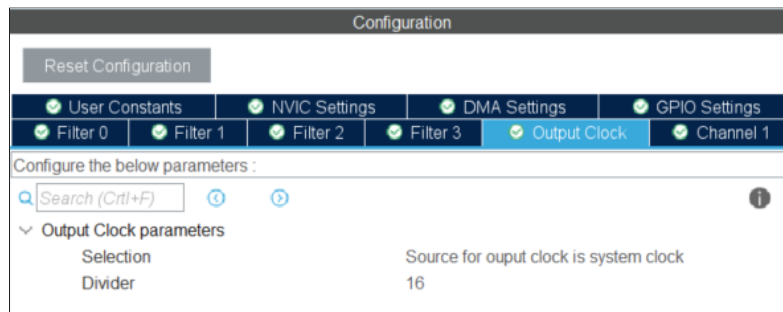 Configuration
Reset Configuration
User Constants NVIC Settings DMA Settings GPIO Settings
Filter 0 Filter 1 Filter 2 Filter 3 Output Clock Channel 1
Configure the below parameters :
Search (Crtl+F)
Output Clock parameters
Selection Source for ouput clock is system clock
Divider 16